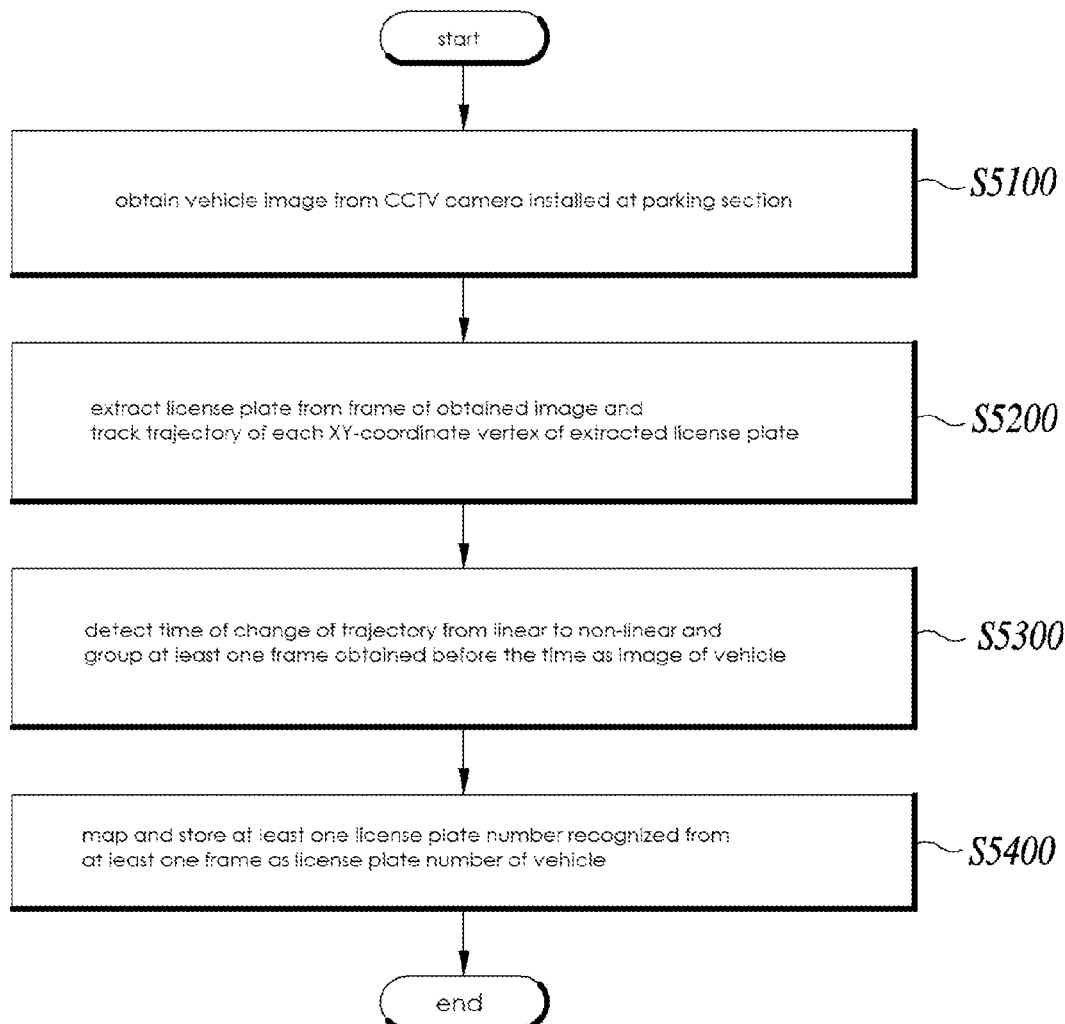 start
obtain vehicle image from CCTV camera installed at parking section
S5100
extract license plate from frame of obtained image and
track trajectory of each XY-coordinate vertex of extracted license plate
S5200
detect time of change of trajectory from linear to non-linear and
group at least one frame obtained before the time as image of vehicle
S5300
map and store at least one license plate number recognized from
at least one frame as license plate number of vehicle
S5400
end